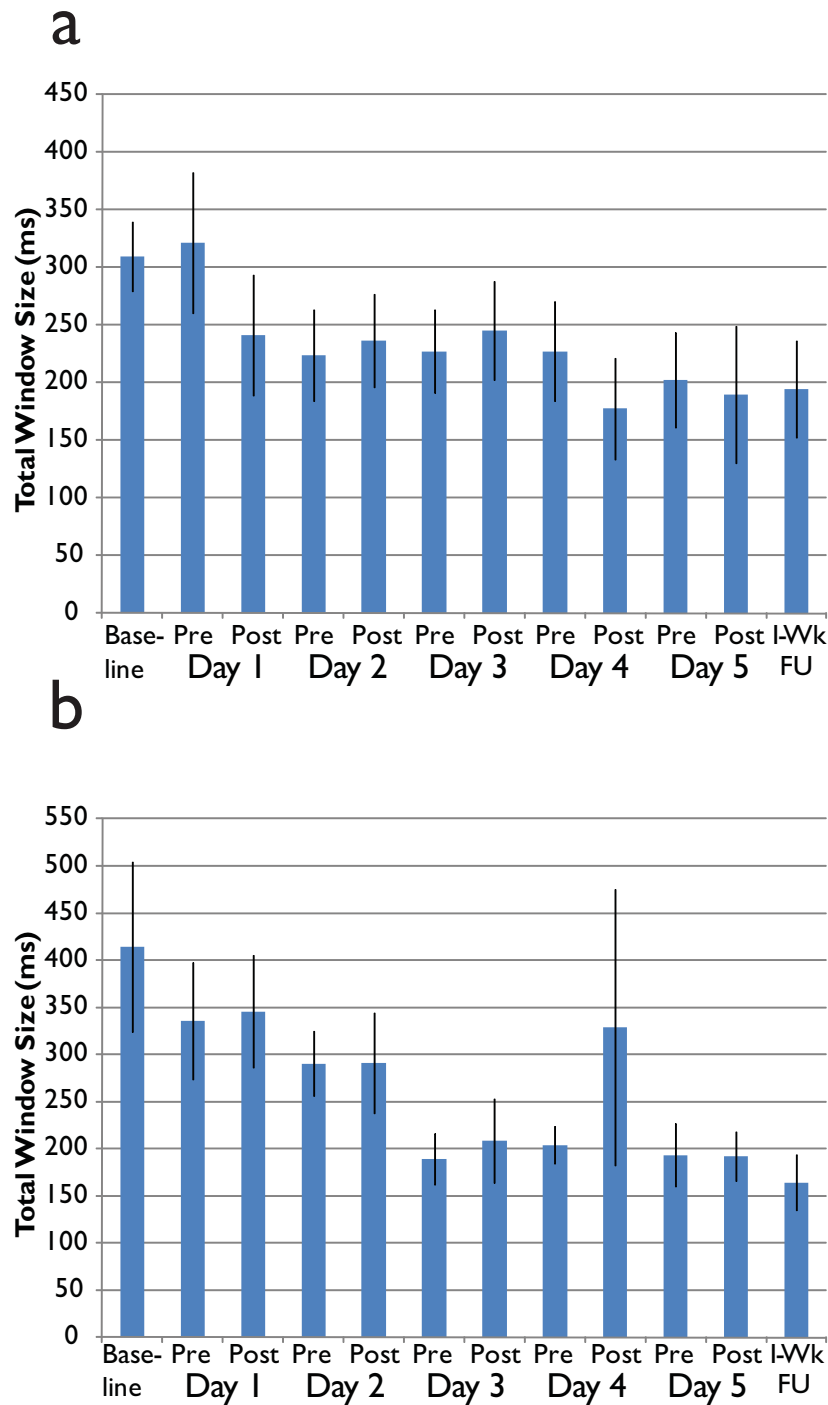 a
Total Window Size (ms)
450
400
350
300
250
200
150
100
50
0
Base- Pre Post Pre Post Pre Post Pre Post Pre Post 1-Wk
line Day 1 Day 2 Day 3 Day 4 Day 5 FU
b
Total Window Size (ms)
550
500
450
400
350
300
250
200
150
100
50
0
Base- Pre Post Pre Post Pre Post Pre Post Pre Post 1-Wk
line Day 1 Day 2 Day 3 Day 4 Day 5 FU